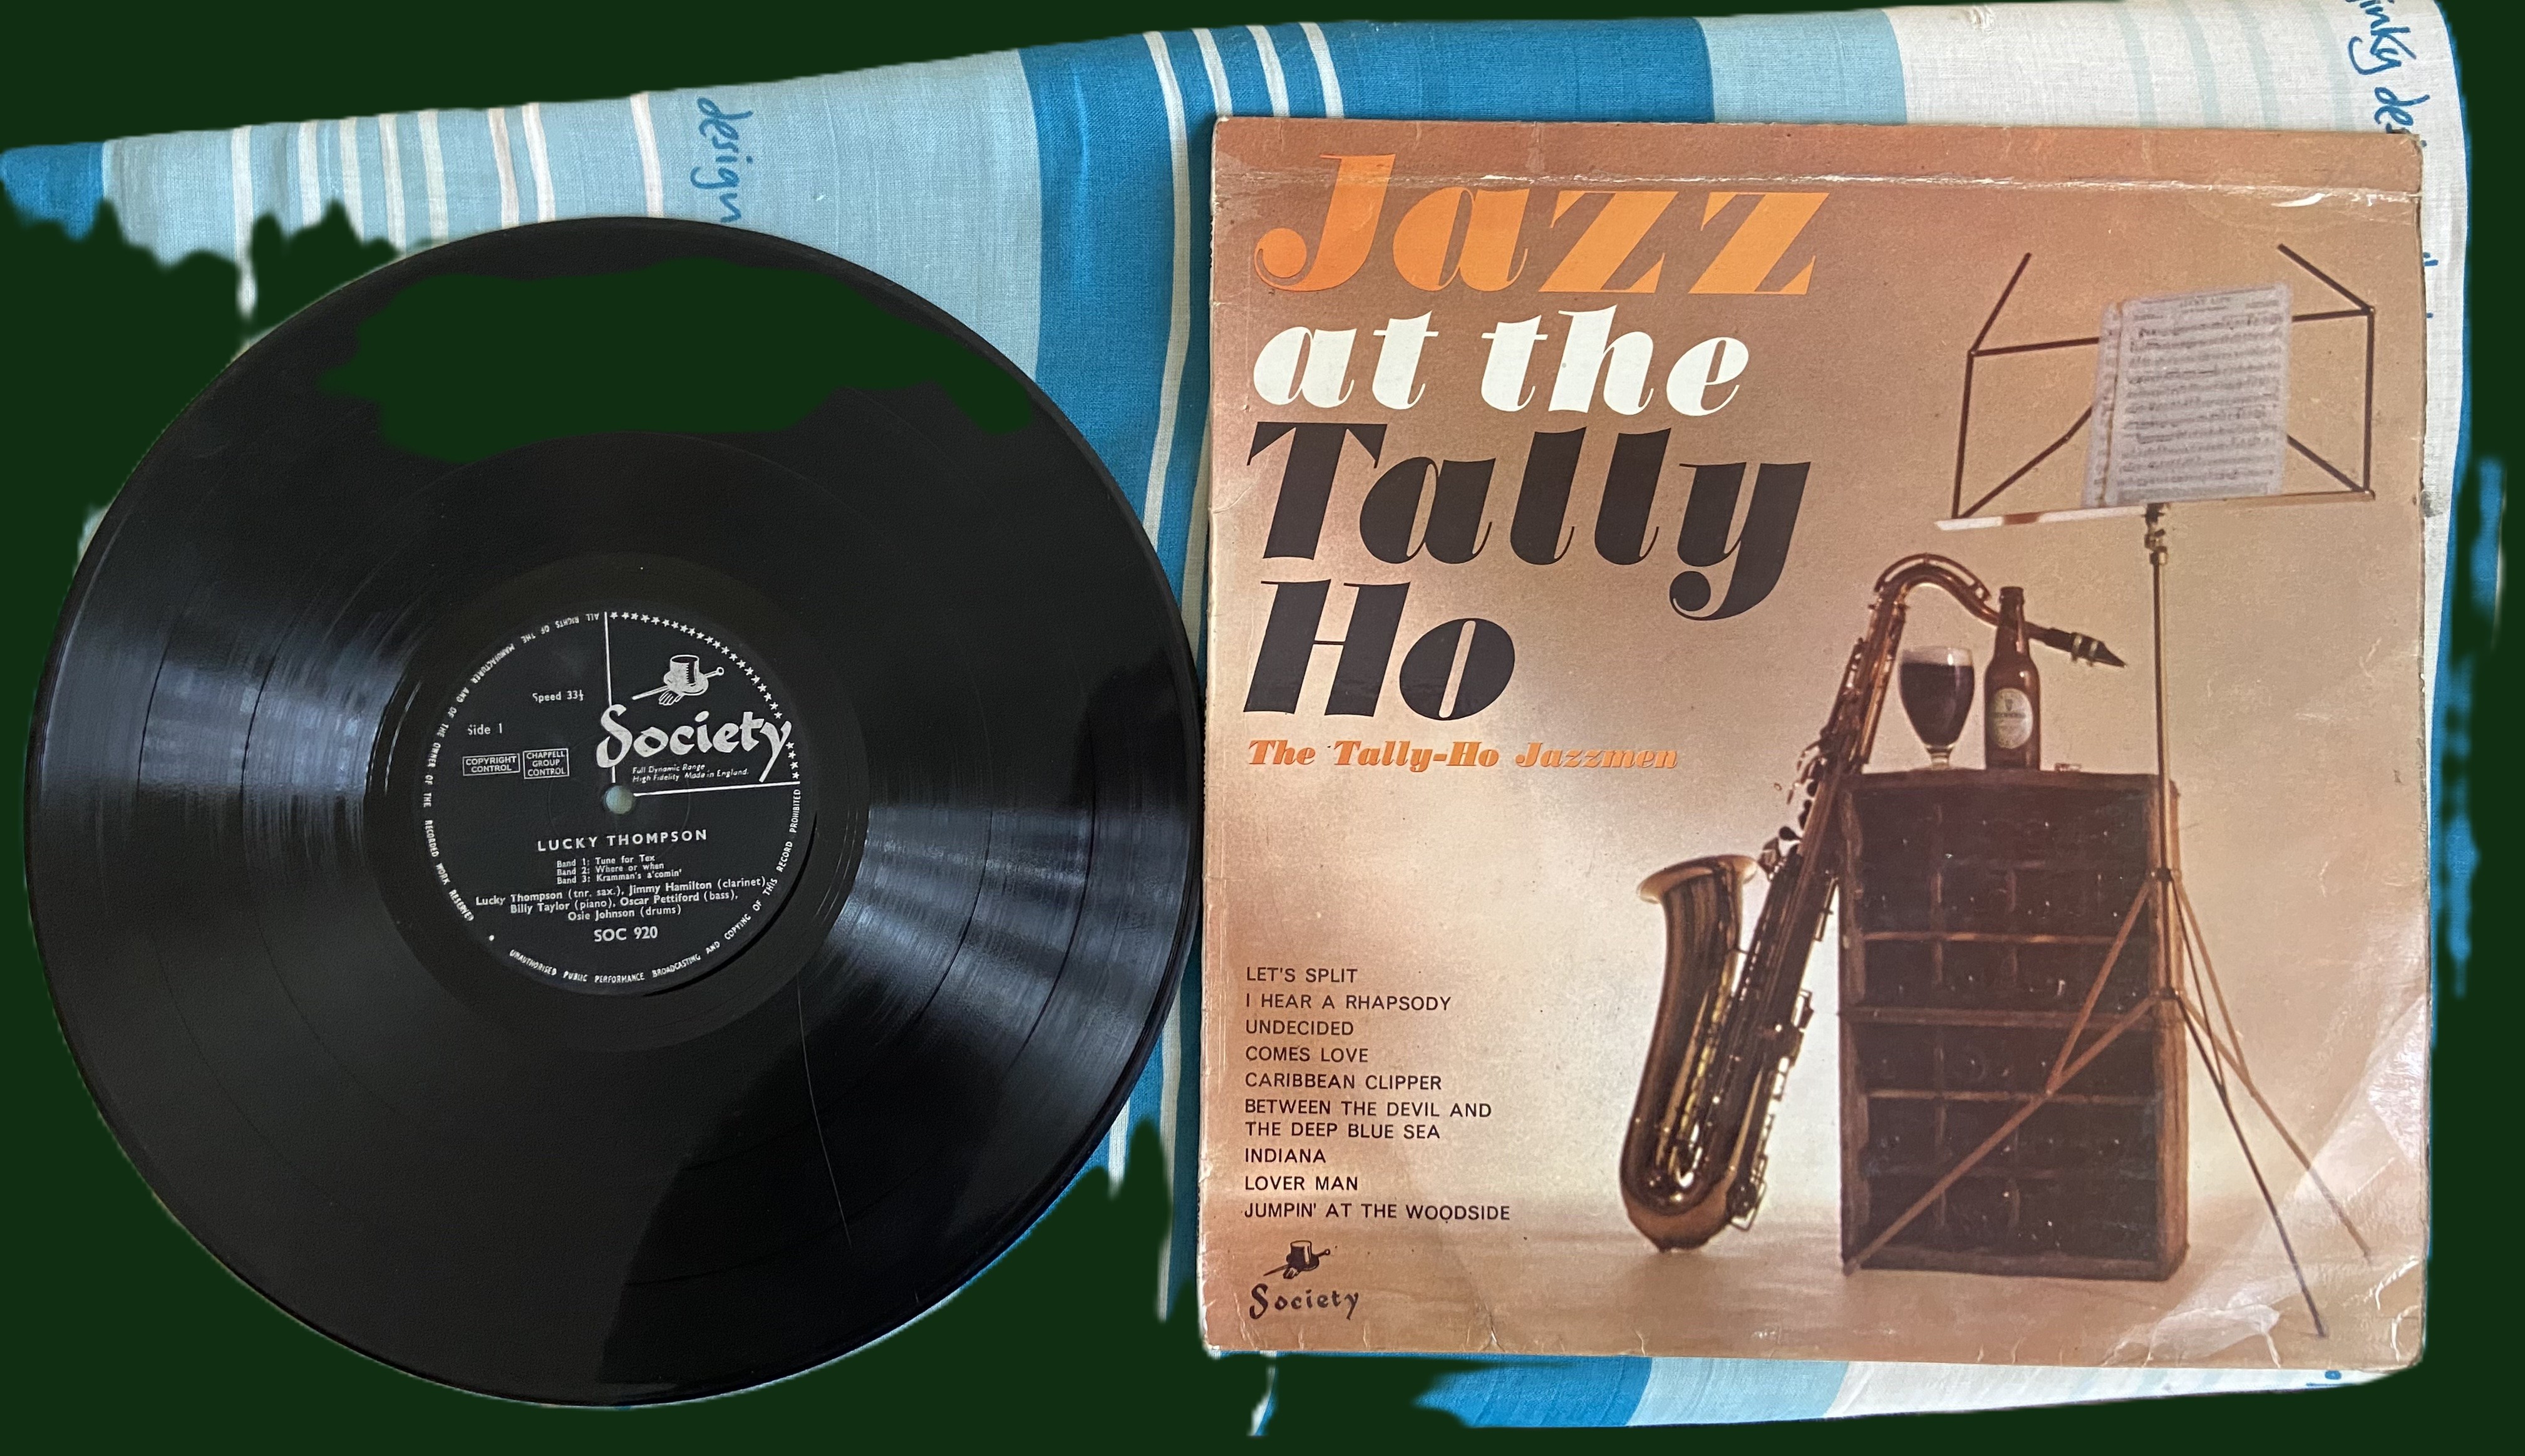 design
inky des
ALL RIGHTS OF THE MANUFACTURER AND OF THE OWNER OF THE RECORDED WORK RESERVED
UNAUTHORISED PUBLIC PERFORMANCE BROADCASTING AND COPYING OF THIS RECORD PROHIBITED
Speed 33⅓
Side 1
COPYRIGHT
CONTROL
CHAPPELL
GROUP
CONTROL
Society
Full Dynamic Range
High Fidelity Made in England.
LUCKY THOMPSON
Band 1: Tune for Tex
Band 2: Where or when
Band 3: Kramman's a'comin'
Lucky Thompson (tnr. sax.), Jimmy Hamilton (clarinet),
Billy Taylor (piano), Oscar Pettiford (bass),
Osie Johnson (drums)
SOC 920
Jazz
at the
Tally
Ho
The Tally-Ho Jazzmen
LET'S SPLIT
I HEAR A RHAPSODY
UNDECIDED
COMES LOVE
CARIBBEAN CLIPPER
BETWEEN THE DEVIL AND
THE DEEP BLUE SEA
INDIANA
LOVER MAN
JUMPIN' AT THE WOODSIDE
Society